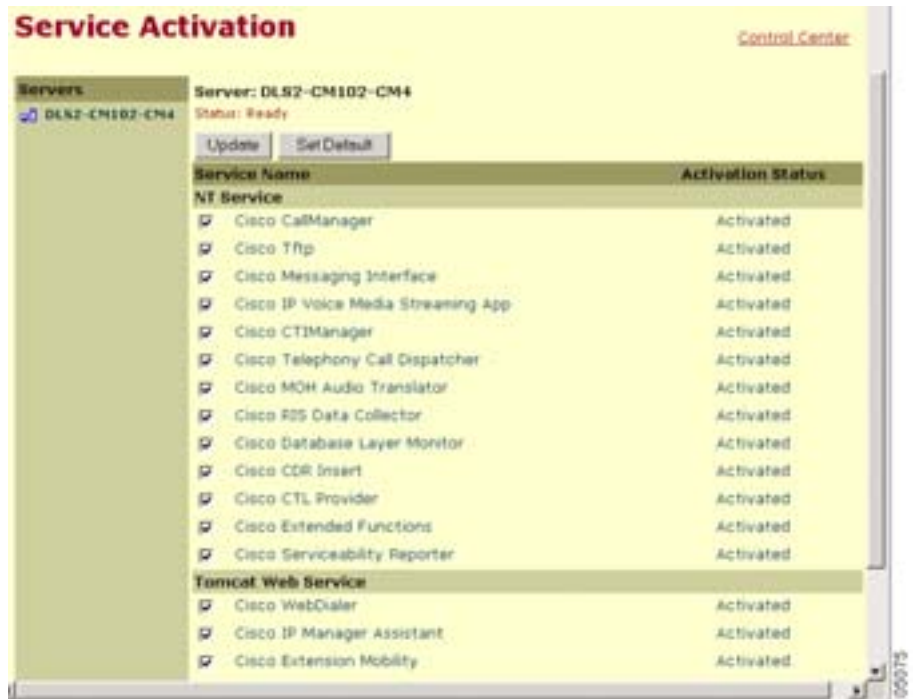 Service Activation
Control Center
Servers
DLS2-CM102-CM4
Server: DLS2-CM102-CM4
Status: Ready
Update
Set Default
Service Name Activation Status
NT Service
Cisco CallManager Activated
Cisco Tftp Activated
Cisco Messaging Interface Activated
Cisco IP Voice Media Streaming App Activated
Cisco CTIManager Activated
Cisco Telephony Call Dispatcher Activated
Cisco MOH Audio Translator Activated
Cisco RIS Data Collector Activated
Cisco Database Layer Monitor Activated
Cisco CDR Insert Activated
Cisco CTL Provider Activated
Cisco Extended Functions Activated
Cisco Serviceability Reporter Activated
Tomcat Web Service
Cisco WebDialer Activated
Cisco IP Manager Assistant Activated
Cisco Extension Mobility Activated